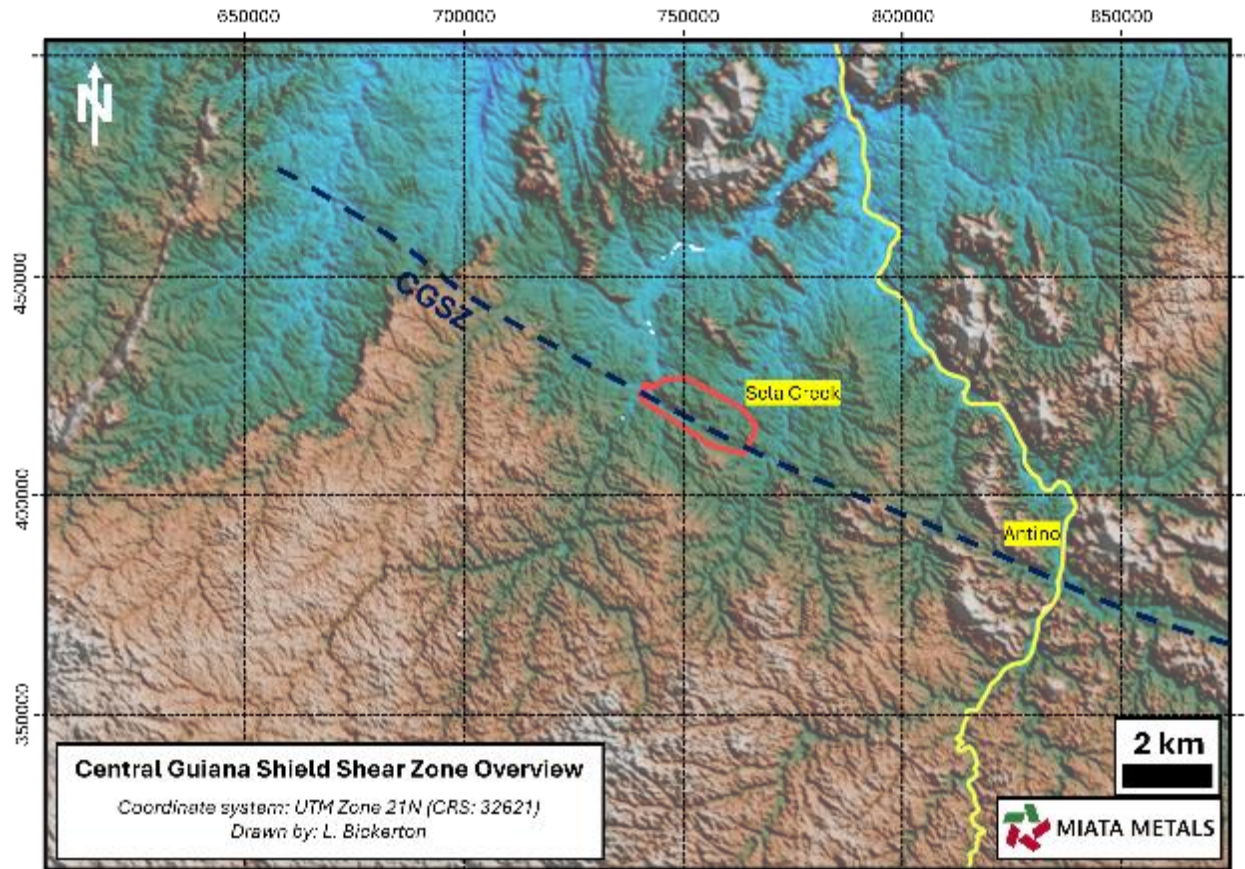 650000 700000 750000 800000 850000
N
450000
CGSZ
Sela Creek
400000
Antino
350000
2 km
Central Guiana Shield Shear Zone Overview
Coordinate system: UTM Zone 21N (CRS: 32621)
Drawn by: L. Bickerton
MIATA METALS